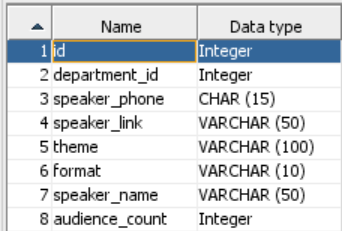 Name Data type
1 id Integer
2 department_id Integer
3 speaker_phone CHAR (15)
4 speaker_link VARCHAR (50)
5 theme VARCHAR (100)
6 format VARCHAR (10)
7 speaker_name VARCHAR (50)
8 audience_count Integer